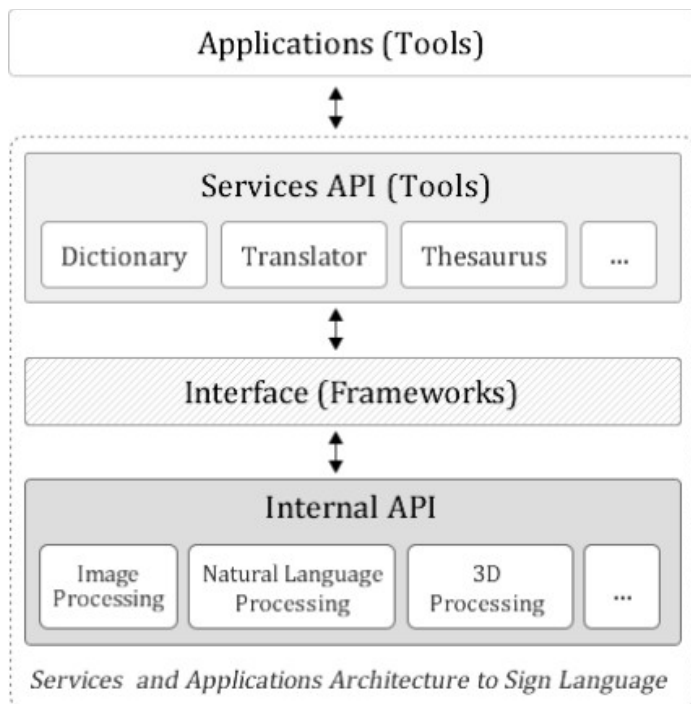 Applications (Tools)
Services API (Tools)
Dictionary
Translator
Thesaurus
...
Interface (Frameworks)
Internal API
Image
Processing
Natural Language
Processing
3D
Processing
...
Services and Applications Architecture to Sign Language